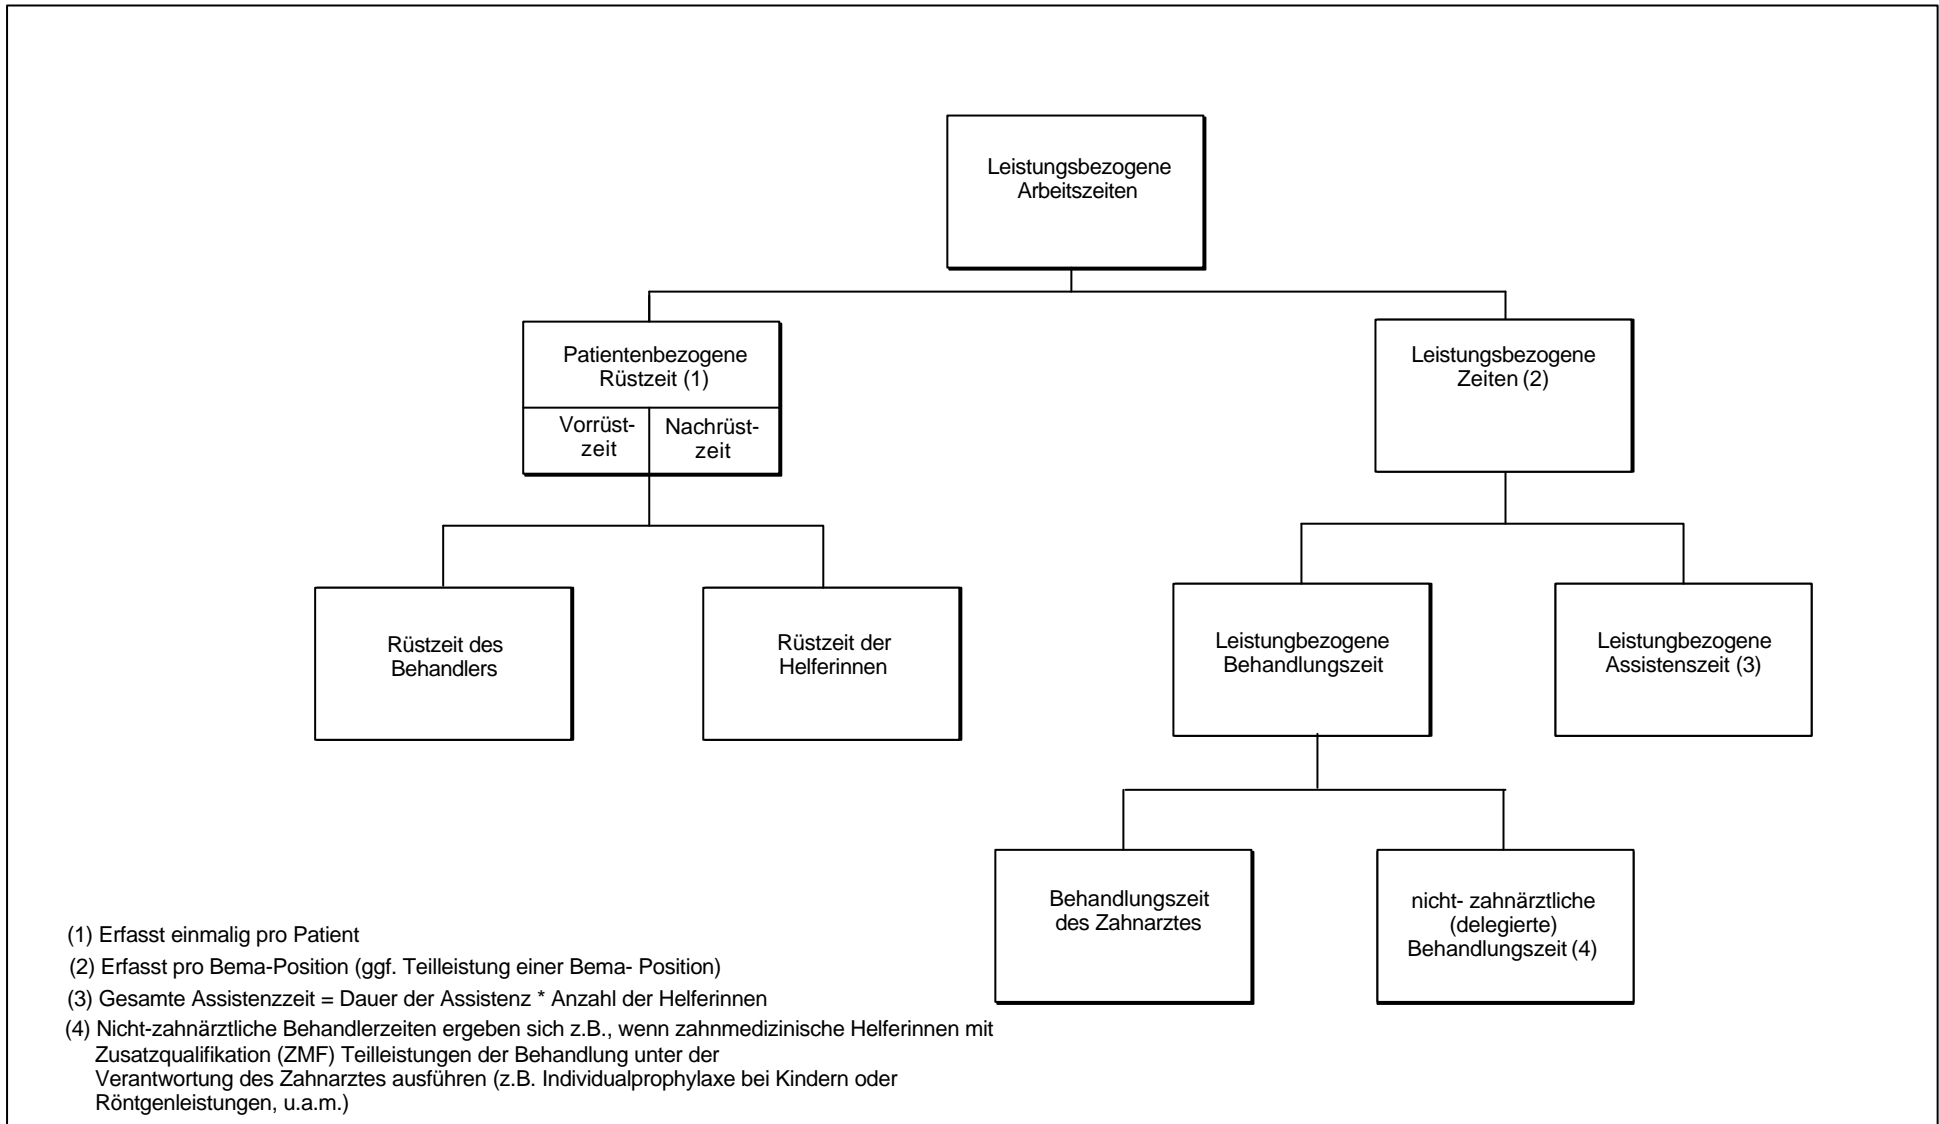 Leistungsbezogene
Arbeitszeiten
Patientenbezogene
Rüstzeit (1)
Vorrüst-
zeit
Nachrüst-
zeit
Leistungsbezogene
Zeiten (2)
Rüstzeit des
Behandlers
Rüstzeit der
Helferinnen
Leistungbezogene
Behandlungszeit
Leistungbezogene
Assistenszeit (3)
Behandlungszeit
des Zahnarztes
nicht- zahnärztliche
(delegierte)
Behandlungszeit (4)
(1) Erfasst einmalig pro Patient
(2) Erfasst pro Bema-Position (ggf. Teilleistung einer Bema- Position)
(3) Gesamte Assistenzzeit = Dauer der Assistenz * Anzahl der Helferinnen
(4) Nicht-zahnärztliche Behandlerzeiten ergeben sich z.B., wenn zahnmedizinische Helferinnen mit
Zusatzqualifikation (ZMF) Teilleistungen der Behandlung unter der
Verantwortung des Zahnarztes ausführen (z.B. Individualprophylaxe bei Kindern oder
Röntgenleistungen, u.a.m.)